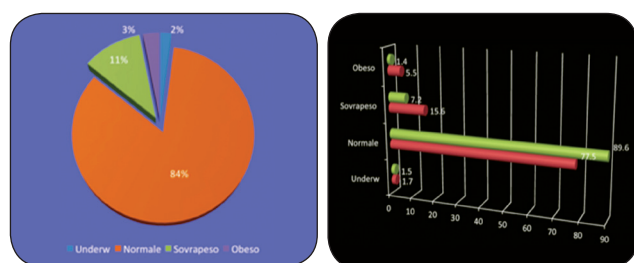 3%
2%
11%
84%
Underw Normale Sovrapeso Obeso
Obeso
1.4
5.5
Sovrapeso
7.2
15.6
Normale
89.6
77.5
Underw
1.5
1.7
0 10 20 30 40 50 60 70 80 90